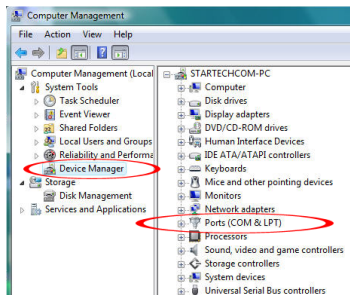 Computer Management
File Action View Help
Computer Management (Local
System Tools
Task Scheduler
Event Viewer
Shared Folders
Local Users and Groups
Reliability and Performa
Device Manager
Storage
Disk Management
Services and Applications
STARTECHCOM-PC
Computer
Disk drives
Display adapters
DVD/CD-ROM drives
Human Interface Devices
IDE ATA/ATAPI controllers
Keyboards
Mice and other pointing devices
Monitors
Network adapters
Ports (COM & LPT)
Processors
Sound, video and game controllers
Storage controllers
System devices
Universal Serial Bus controllers